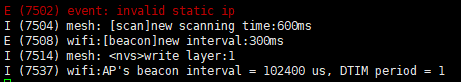 E (7502) event: invalid static ip
I (7504) mesh: [scan]new scanning time:600ms
E (7508) wifi:[beacon]new interval:300ms
I (7514) mesh: <nvs>write layer:1
I (7537) wifi:AP's beacon interval = 102400 us, DTIM period = 1